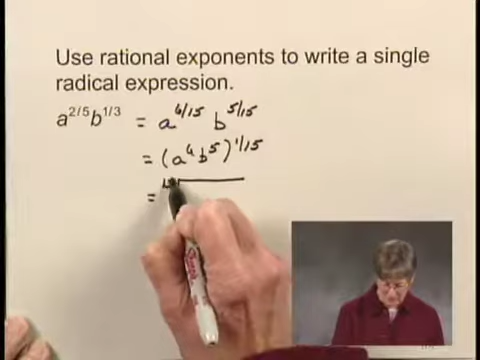 Use rational exponents to write a single
radical expression.
a^{2/5}b^{1/3} = a^{6/15} b^{5/15}
= (a^6 b^5)^{1/15}
=